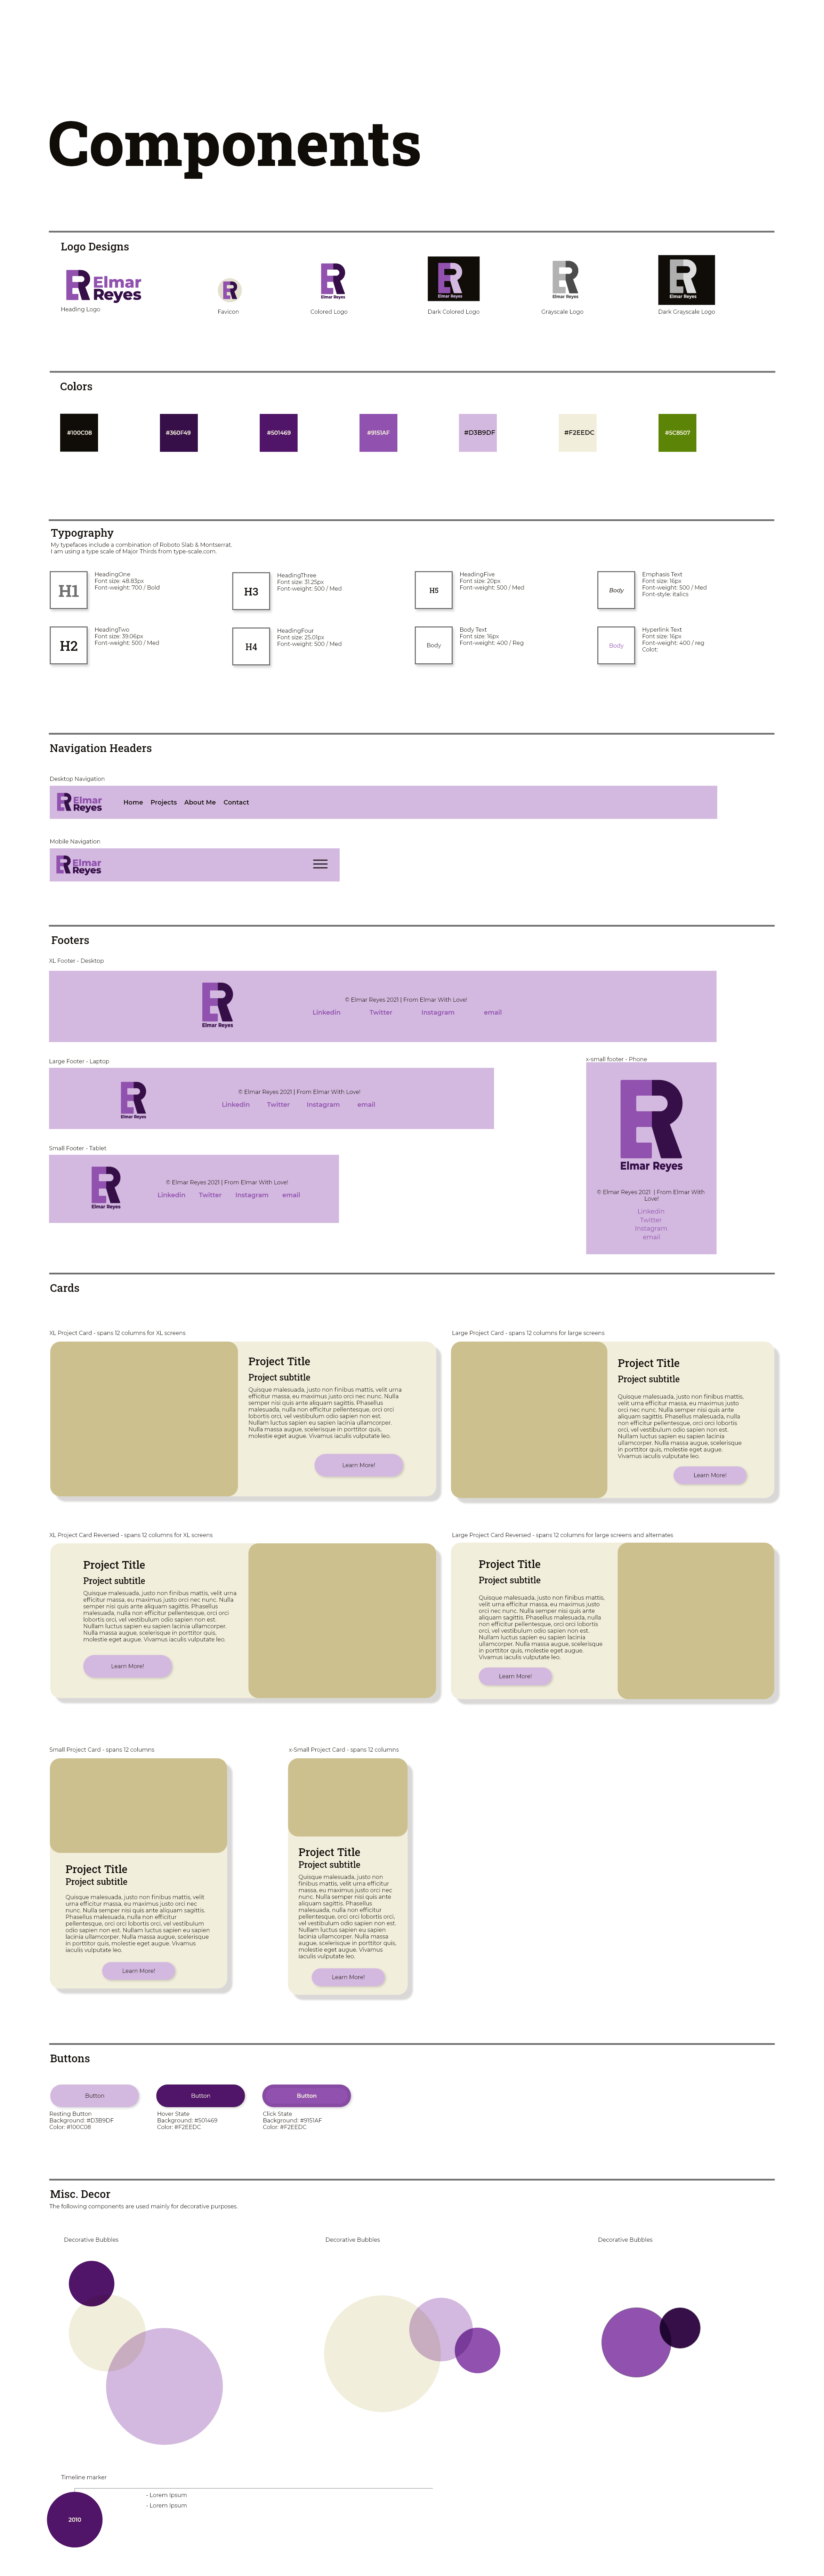 Components
Logo Designs
Elmar
Reyes
Heading Logo
Favicon
Elmar Reyes
Colored Logo
Elmar Reyes
Dark Colored Logo
Elmar Reyes
Grayscale Logo
Elmar Reyes
Dark Grayscale Logo
Colors
#100C08
#360F49
#501469
#9151AF
#D3B9DF
#F2EEDC
#5C8507
Typography
My typefaces include a combination of Roboto Slab & Montserrat.
I am using a type scale of Major Thirds from type-scale.com.
H1
HeadingOne
Font size: 48.83px
Font-weight: 700 / Bold
H3
HeadingThree
Font size: 31.25px
Font-weight: 500 / Med
H5
HeadingFive
Font size: 20px
Font-weight: 500 / Med
Body
Emphasis Text
Font size: 16px
Font-weight: 500 / Med
Font-style: italics
H2
HeadingTwo
Font size: 39.06px
Font-weight: 500 / Med
H4
HeadingFour
Font size: 25.01px
Font-weight: 500 / Med
Body
Body Text
Font size: 16px
Font-weight: 400 / Reg
Body
Hyperlink Text
Font size: 16px
Font-weight: 400 / reg
Colot:
Navigation Headers
Desktop Navigation
Elmar
Reyes
Home Projects About Me Contact
Mobile Navigation
Elmar
Reyes
Footers
XL Footer - Desktop
Elmar Reyes
© Elmar Reyes 2021 | From Elmar With Love!
Linkedin Twitter Instagram email
Large Footer - Laptop
Elmar Reyes
© Elmar Reyes 2021 | From Elmar With Love!
Linkedin Twitter Instagram email
Small Footer - Tablet
Elmar Reyes
© Elmar Reyes 2021 | From Elmar With Love!
Linkedin Twitter Instagram email
x-small footer - Phone
Elmar Reyes
© Elmar Reyes 2021 | From Elmar With
Love!
Linkedin
Twitter
Instagram
email
Cards
XL Project Card - spans 12 columns for XL screens
Project Title
Project subtitle
Quisque malesuada, justo non finibus mattis, velit urna
efficitur massa, eu maximus justo orci nec nunc. Nulla
semper nisi quis ante aliquam sagittis. Phasellus
malesuada, nulla non efficitur pellentesque, orci orci
lobortis orci, vel vestibulum odio sapien non est.
Nullam luctus sapien eu sapien lacinia ullamcorper.
Nulla massa augue, scelerisque in porttitor quis,
molestie eget augue. Vivamus iaculis vulputate leo.
Learn More!
Large Project Card - spans 12 columns for large screens
Project Title
Project subtitle
Quisque malesuada, justo non finibus mattis,
velit urna efficitur massa, eu maximus justo
orci nec nunc. Nulla semper nisi quis ante
aliquam sagittis. Phasellus malesuada, nulla
non efficitur pellentesque, orci orci lobortis
orci, vel vestibulum odio sapien non est.
Nullam luctus sapien eu sapien lacinia
ullamcorper. Nulla massa augue, scelerisque
in porttitor quis, molestie eget augue.
Vivamus iaculis vulputate leo.
Learn More!
XL Project Card Reversed - spans 12 columns for XL screens
Project Title
Project subtitle
Quisque malesuada, justo non finibus mattis, velit urna
efficitur massa, eu maximus justo orci nec nunc. Nulla
semper nisi quis ante aliquam sagittis. Phasellus
malesuada, nulla non efficitur pellentesque, orci orci
lobortis orci, vel vestibulum odio sapien non est.
Nullam luctus sapien eu sapien lacinia ullamcorper.
Nulla massa augue, scelerisque in porttitor quis,
molestie eget augue. Vivamus iaculis vulputate leo.
Learn More!
Large Project Card Reversed - spans 12 columns for large screens and alternates
Project Title
Project subtitle
Quisque malesuada, justo non finibus mattis,
velit urna efficitur massa, eu maximus justo
orci nec nunc. Nulla semper nisi quis ante
aliquam sagittis. Phasellus malesuada, nulla
non efficitur pellentesque, orci orci lobortis
orci, vel vestibulum odio sapien non est.
Nullam luctus sapien eu sapien lacinia
ullamcorper. Nulla massa augue, scelerisque
in porttitor quis, molestie eget augue.
Vivamus iaculis vulputate leo.
Learn More!
Small Project Card - spans 12 columns
Project Title
Project subtitle
Quisque malesuada, justo non finibus mattis, velit
urna efficitur massa, eu maximus justo orci nec
nunc. Nulla semper nisi quis ante aliquam sagittis.
Phasellus malesuada, nulla non efficitur
pellentesque, orci orci lobortis orci, vel vestibulum
odio sapien non est. Nullam luctus sapien eu sapien
lacinia ullamcorper. Nulla massa augue, scelerisque
in porttitor quis, molestie eget augue. Vivamus
iaculis vulputate leo.
Learn More!
x-Small Project Card - spans 12 columns
Project Title
Project subtitle
Quisque malesuada, justo non
finibus mattis, velit urna efficitur
massa, eu maximus justo orci nec
nunc. Nulla semper nisi quis ante
aliquam sagittis. Phasellus
malesuada, nulla non efficitur
pellentesque, orci orci lobortis orci,
vel vestibulum odio sapien non est.
Nullam luctus sapien eu sapien
lacinia ullamcorper. Nulla massa
augue, scelerisque in porttitor quis,
molestie eget augue. Vivamus
iaculis vulputate leo.
Learn More!
Buttons
Button
Resting Button
Background: #D3B9DF
Color: #100C08
Button
Hover State
Background: #501469
Color: #F2EEDC
Button
Click State
Background: #9151AF
Color: #F2EEDC
Misc. Decor
The following components are used mainly for decorative purposes.
Decorative Bubbles
Decorative Bubbles
Decorative Bubbles
Timeline marker
2010
- Lorem Ipsum
- Lorem Ipsum